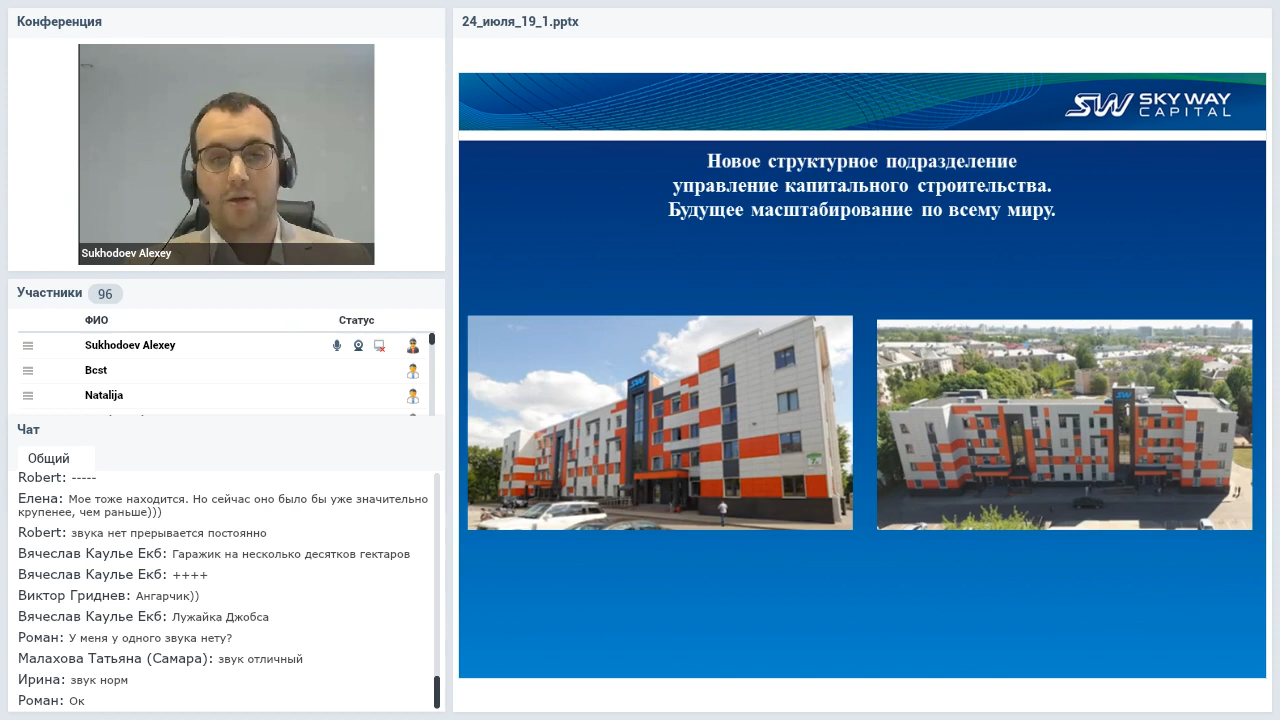 Конференция
Sukhodoev Alexey
Участники 96
ФИО Статус
Sukhodoev Alexey
Bcst
Natalija
Чат
Общий
Robert: -----
Елена: Мое тоже находится. Но сейчас оно было бы уже значительно
крупенее, чем раньше)))
Robert: звука нет прерывается постоянно
Вячеслав Каулье Екб: Гаражик на несколько десятков гектаров
Вячеслав Каулье Екб: ++++
Виктор Гриднев: Ангарчик))
Вячеслав Каулье Екб: Лужайка Джобса
Роман: У меня у одного звука нету?
Малахова Татьяна (Самара): звук отличный
Ирина: звук норм
Роман: Ок
24_июля_19_1.pptx
SW SKY WAY
CAPITAL
Новое структурное подразделение
управление капитального строительства.
Будущее масштабирование по всему миру.
SW
SW